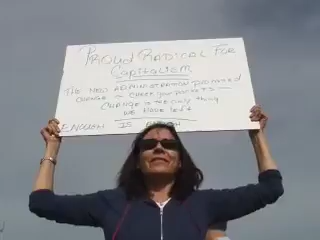 PROUD RADICAL FOR
CAPITALISM
THE NEW ADMINISTRATION PROMISED
CHANGE - CHECK YOUR POCKETS -
CHANGE IS THE ONLY THING
WE HAVE LEFT
ENOUGH IS ENOUGH